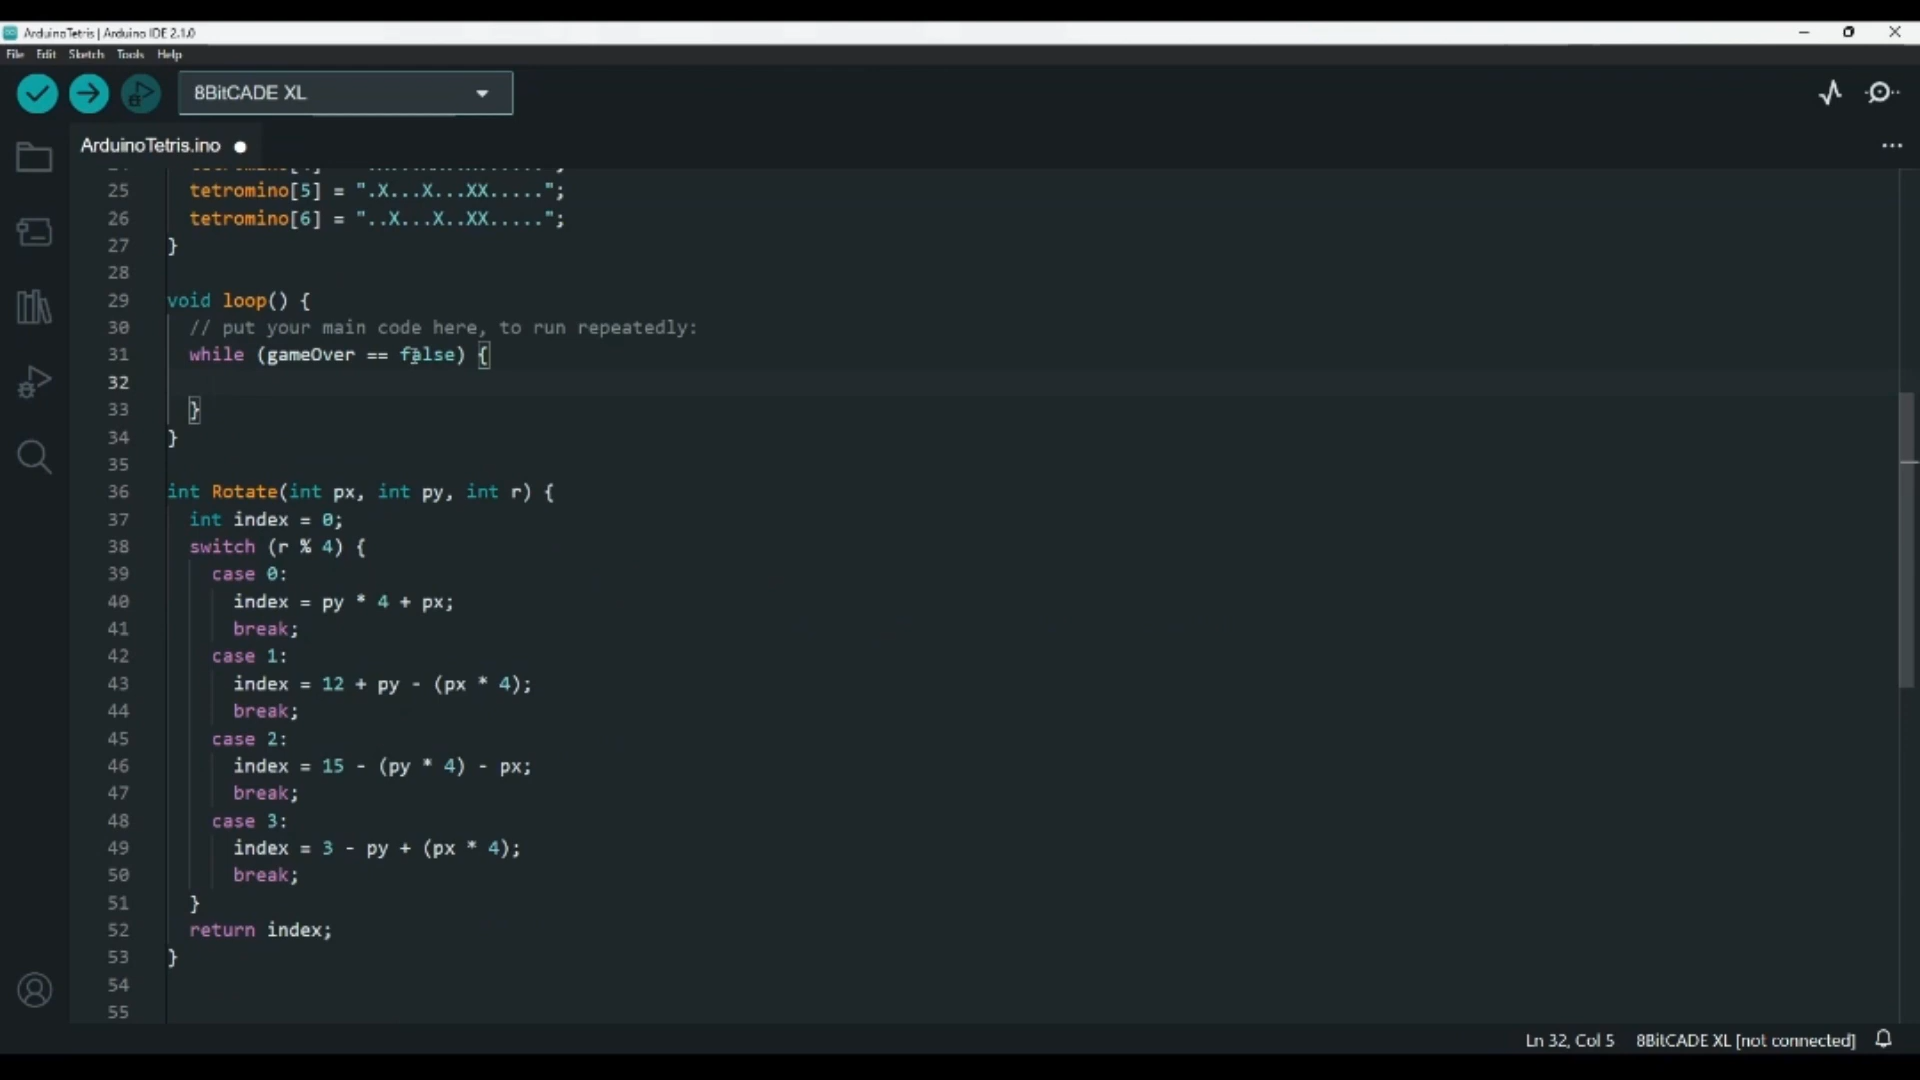 ArduinoTetris | Arduino IDE 2.1.0
File Edit Sketch Tools Help
8BitCADE XL
ArduinoTetris.ino
25 tetromino[5] = ".X...X...XX.....";
26 tetromino[6] = "..X...X..XX.....";
27 }
28
29 void loop() {
30 // put your main code here, to run repeatedly:
31 while (gameOver == false) {
32
33 }
34 }
35
36 int Rotate(int px, int py, int r) {
37 int index = 0;
38 switch (r % 4) {
39 case 0:
40 index = py * 4 + px;
41 break;
42 case 1:
43 index = 12 + py - (px * 4);
44 break;
45 case 2:
46 index = 15 - (py * 4) - px;
47 break;
48 case 3:
49 index = 3 - py + (px * 4);
50 break;
51 }
52 return index;
53 }
54
55
Ln 32, Col 5 8BitCADE XL [not connected]